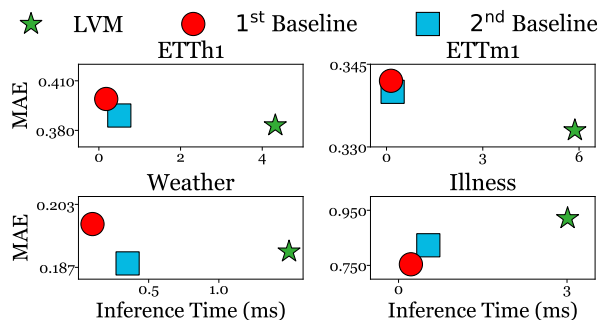 LVM 1st Baseline 2nd Baseline
ETTh1 ETTm1
MAE 0.410 0.380 0.345 0.330
0 2 4 0 3 6
Weather Illness
MAE 0.203 0.187 0.950 0.750
0.5 1.0 0 3
Inference Time (ms) Inference Time (ms)